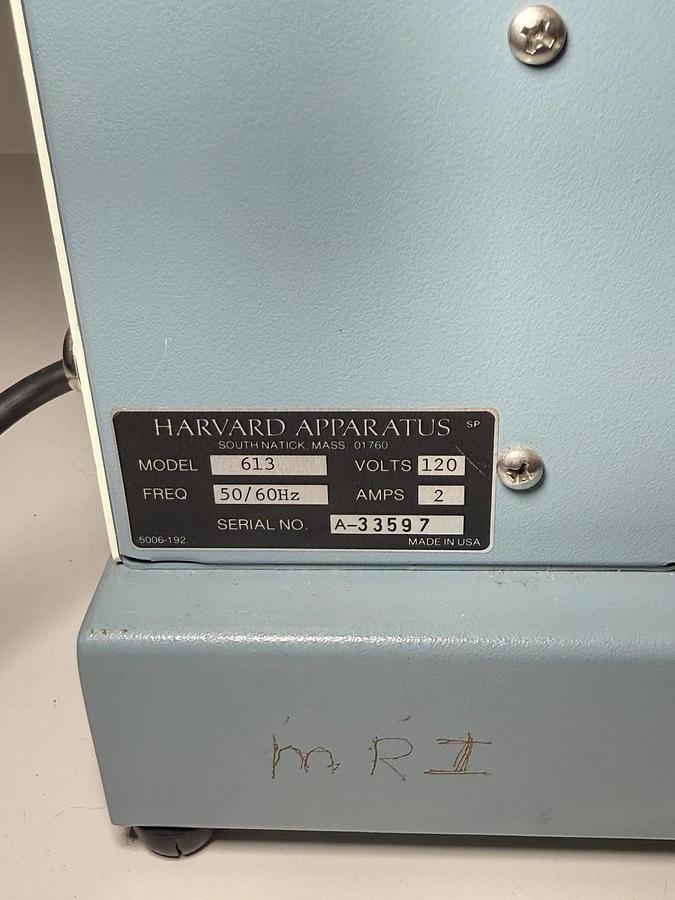 HARVARD APPARATUS SP
SOUTH NATICK, MASS. 01760
MODEL 613 VOLTS 120
FREQ 50/60Hz AMPS 2
SERIAL NO. A-33597
5006-192 MADE IN USA
mRI